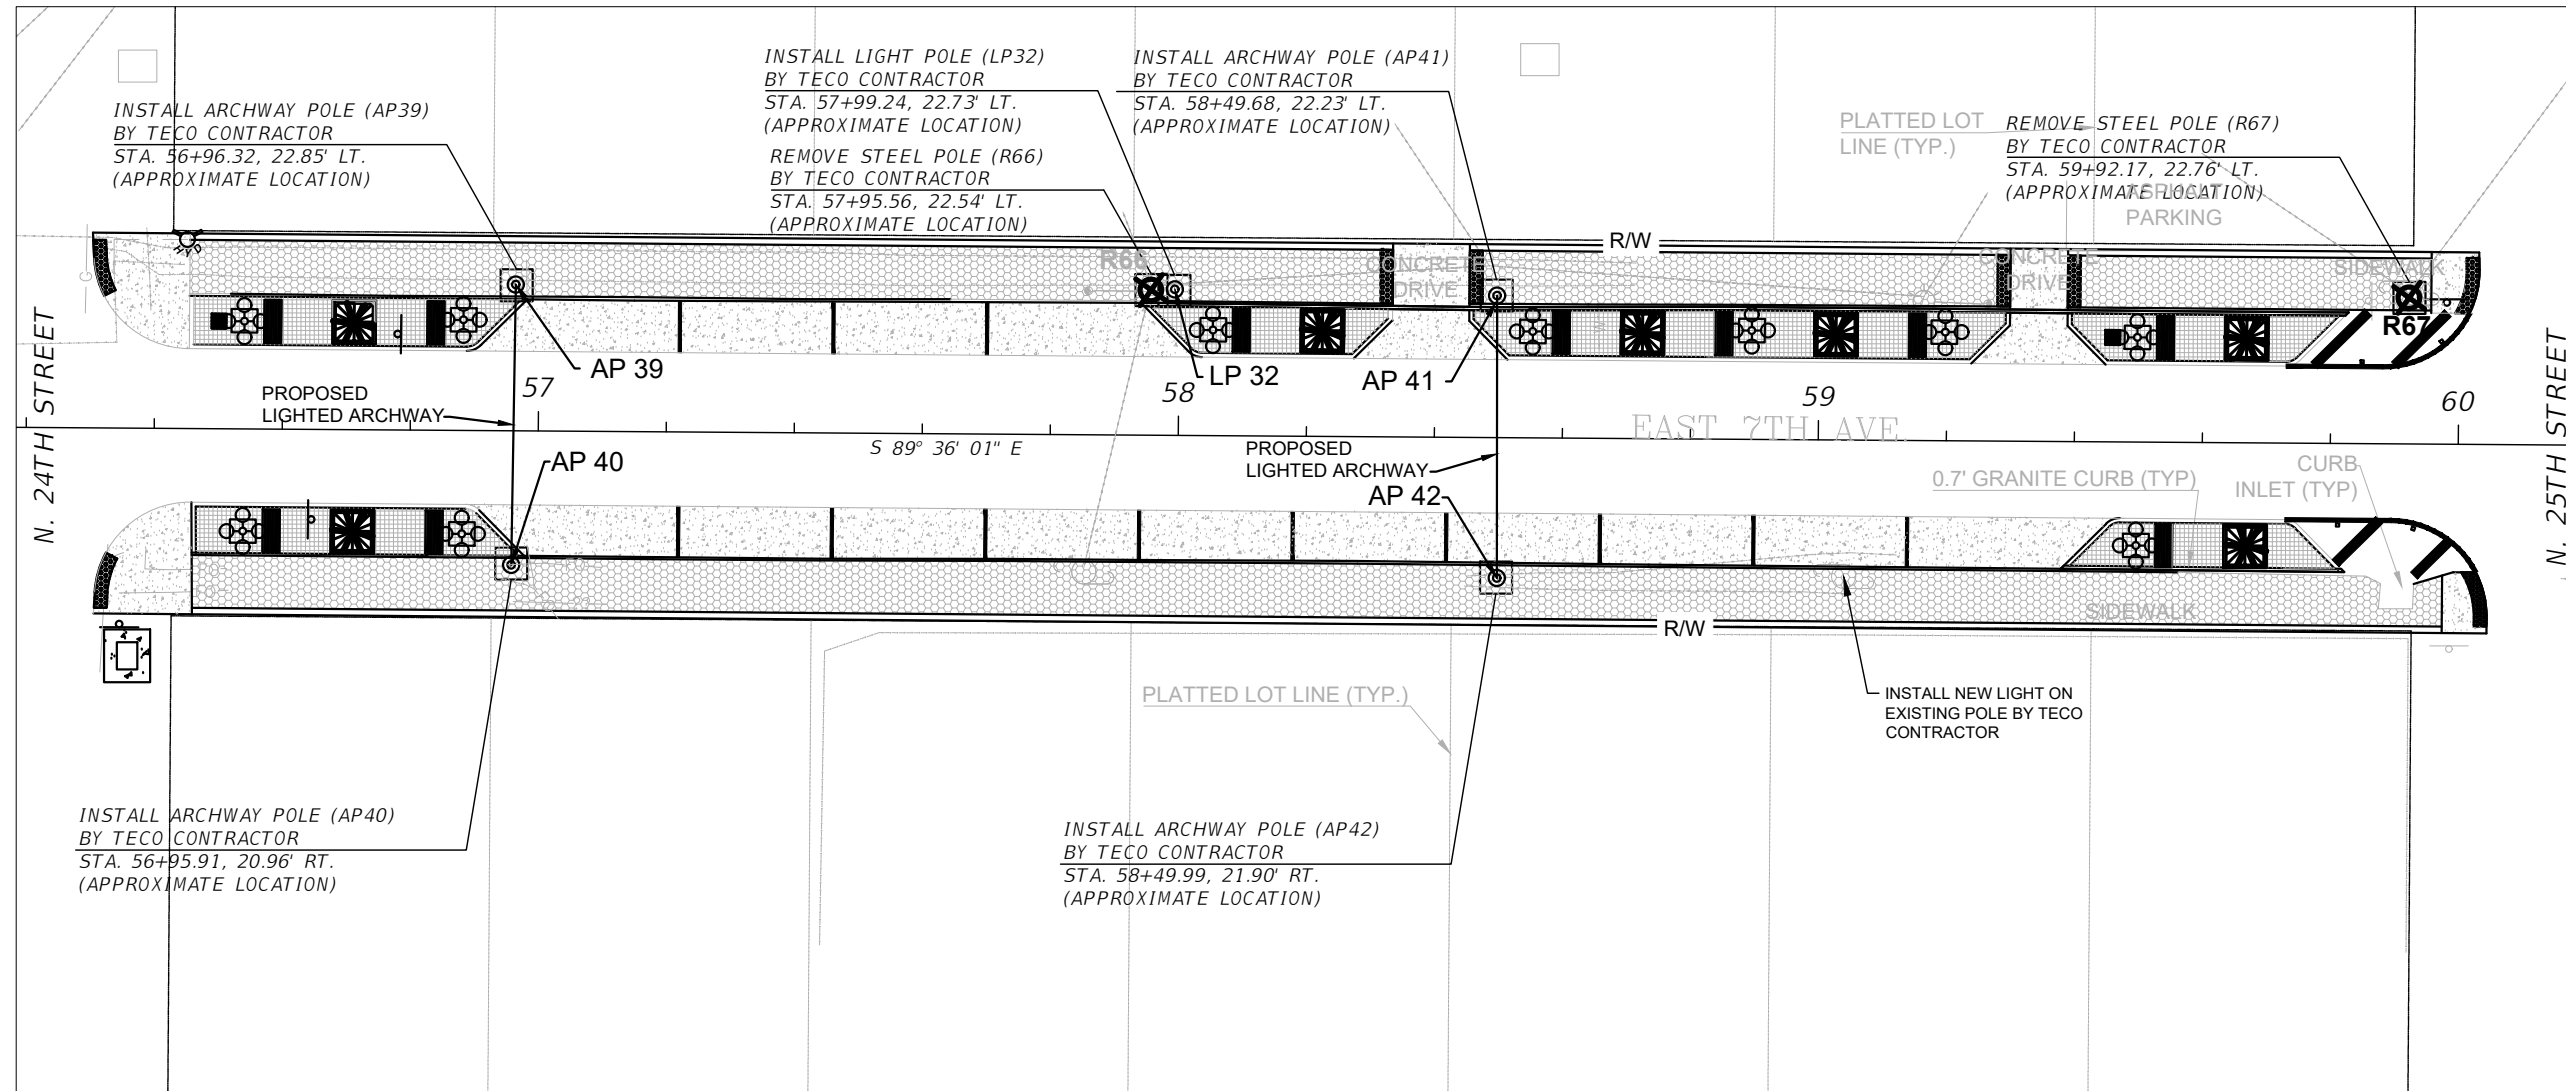 INSTALL LIGHT POLE (LP32)
BY TECO CONTRACTOR
STA. 57+99.24, 22.73' LT.
(APPROXIMATE LOCATION)
INSTALL ARCHWAY POLE (AP41)
BY TECO CONTRACTOR
STA. 58+49.68, 22.23' LT.
(APPROXIMATE LOCATION)
INSTALL ARCHWAY POLE (AP39)
BY TECO CONTRACTOR
STA. 56+96.32, 22.85' LT.
(APPROXIMATE LOCATION)
REMOVE STEEL POLE (R66)
BY TECO CONTRACTOR
STA. 57+95.56, 22.54' LT.
(APPROXIMATE LOCATION)
PLATTED LOT
LINE (TYP.)
REMOVE STEEL POLE (R67)
BY TECO CONTRACTOR
STA. 59+92.17, 22.76' LT.
(APPROXIMATE LOCATION)
ASPHALT
PARKING
R/W
HYD
R66
CONCRETE
DRIVE
CONCRETE
DRIVE
SIDEWALK
R67
N. 24TH STREET
AP 39
LP 32
AP 41
57
58
59
60
PROPOSED
LIGHTED ARCHWAY
S 89° 36' 01" E
EAST 7TH AVE.
N. 25TH STREET
AP 40
PROPOSED
LIGHTED ARCHWAY
AP 42
0.7' GRANITE CURB (TYP)
CURB
INLET (TYP)
SIDEWALK
R/W
PLATTED LOT LINE (TYP.)
INSTALL NEW LIGHT ON
EXISTING POLE BY TECO
CONTRACTOR
INSTALL ARCHWAY POLE (AP40)
BY TECO CONTRACTOR
STA. 56+95.91, 20.96' RT.
(APPROXIMATE LOCATION)
INSTALL ARCHWAY POLE (AP42)
BY TECO CONTRACTOR
STA. 58+49.99, 21.90' RT.
(APPROXIMATE LOCATION)